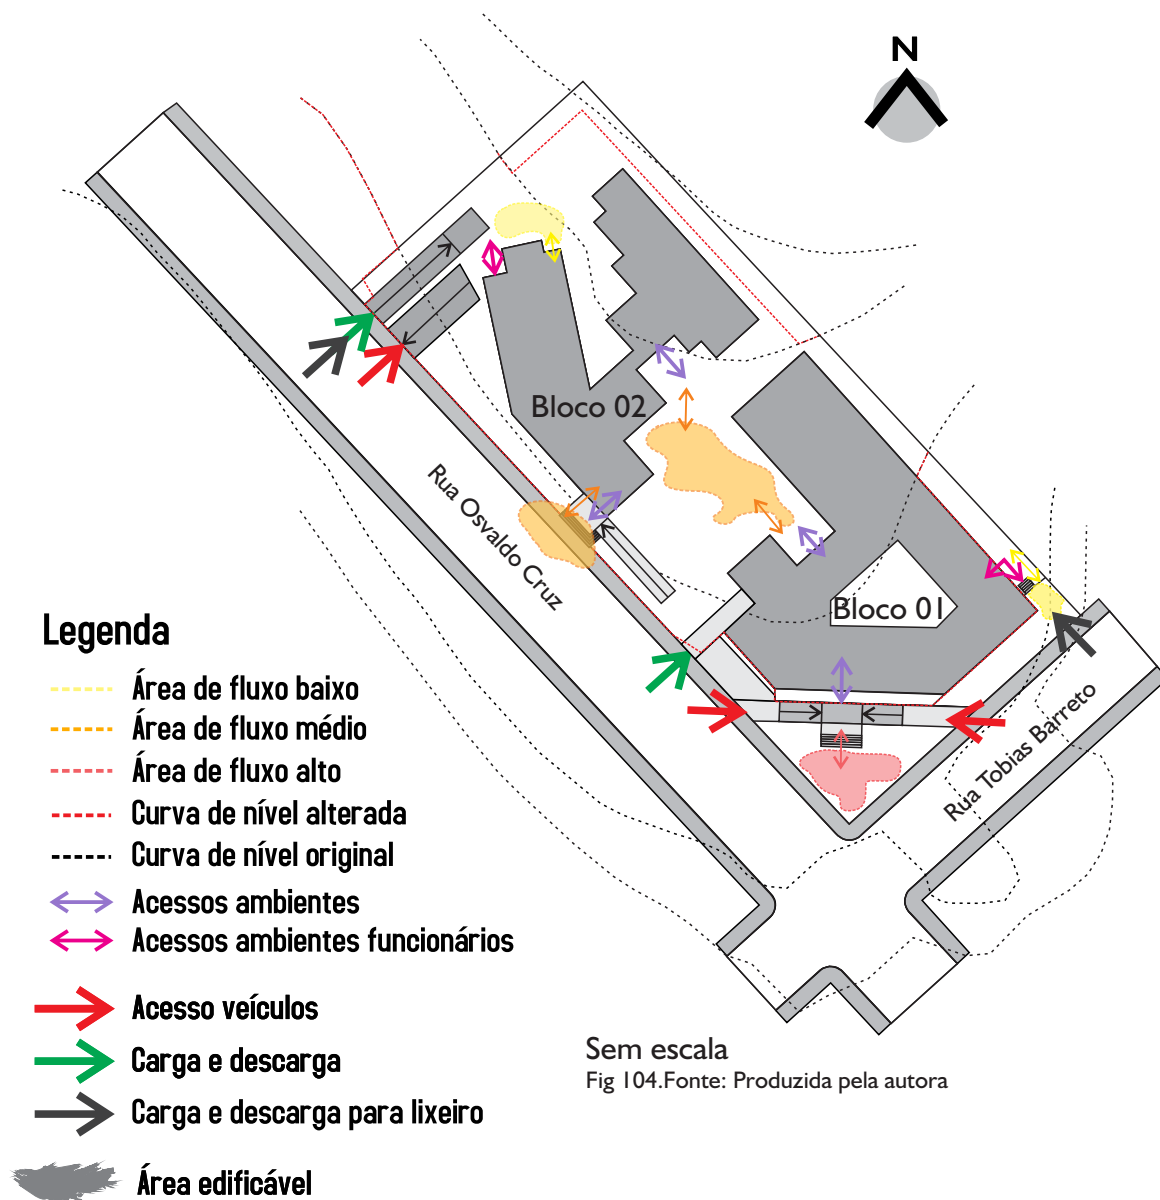 N
Bloco 02
Rua Osvaldo Cruz
Bloco 01
Rua Tobias Barreto
Legenda
Área de fluxo baixo
Área de fluxo médio
Área de fluxo alto
Curva de nível alterada
Curva de nível original
Acessos ambientes
Acessos ambientes funcionários
Acesso veículos
Carga e descarga
Carga e descarga para lixeiro
Área edificável
Sem escala
Fig 104.Fonte: Produzida pela autora